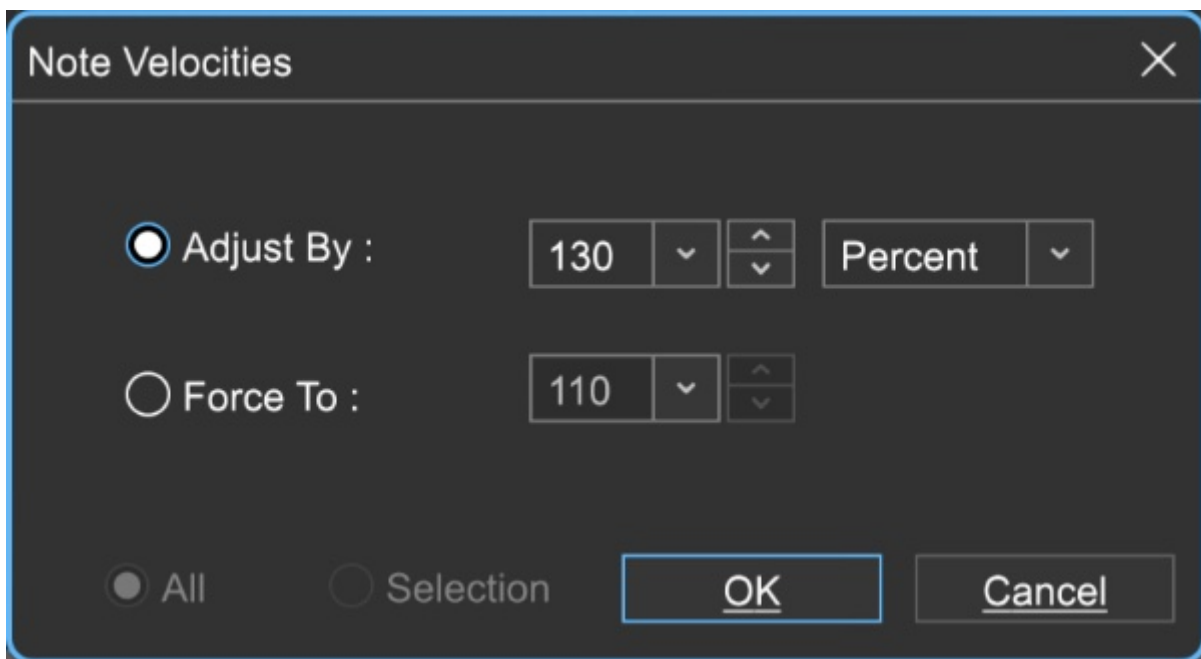 Note Velocities
Adjust By : 130 Percent
Force To : 110
All Selection OK Cancel